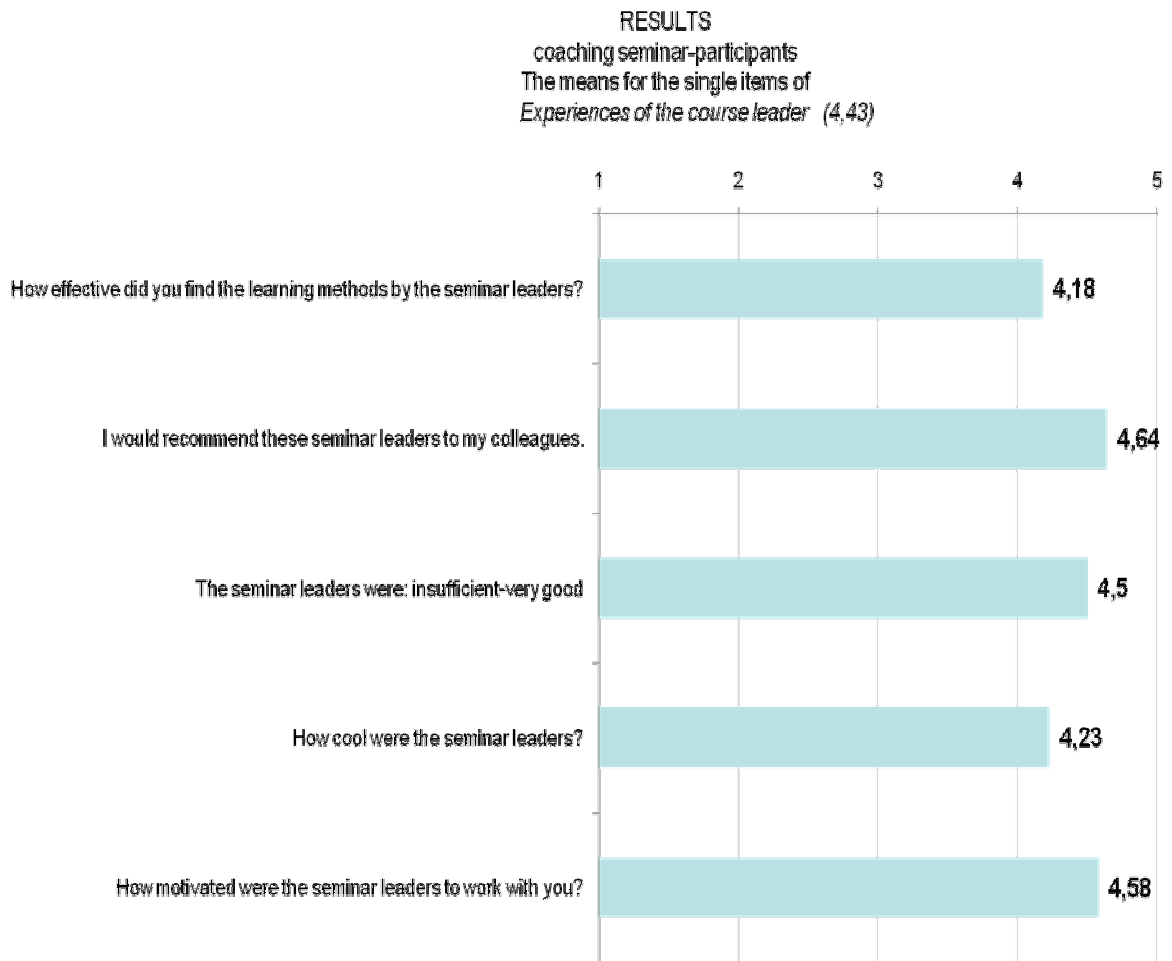 RESULTS
coaching seminar-participants
The means for the single items of
Experiences of the course leader (4,43)
1 2 3 4 5
How effective did you find the learning methods by the seminar leaders? 4,18
I would recommend these seminar leaders to my colleagues. 4,64
The seminar leaders were: insufficient-very good 4,5
How cool were the seminar leaders? 4,23
How motivated were the seminar leaders to work with you? 4,58